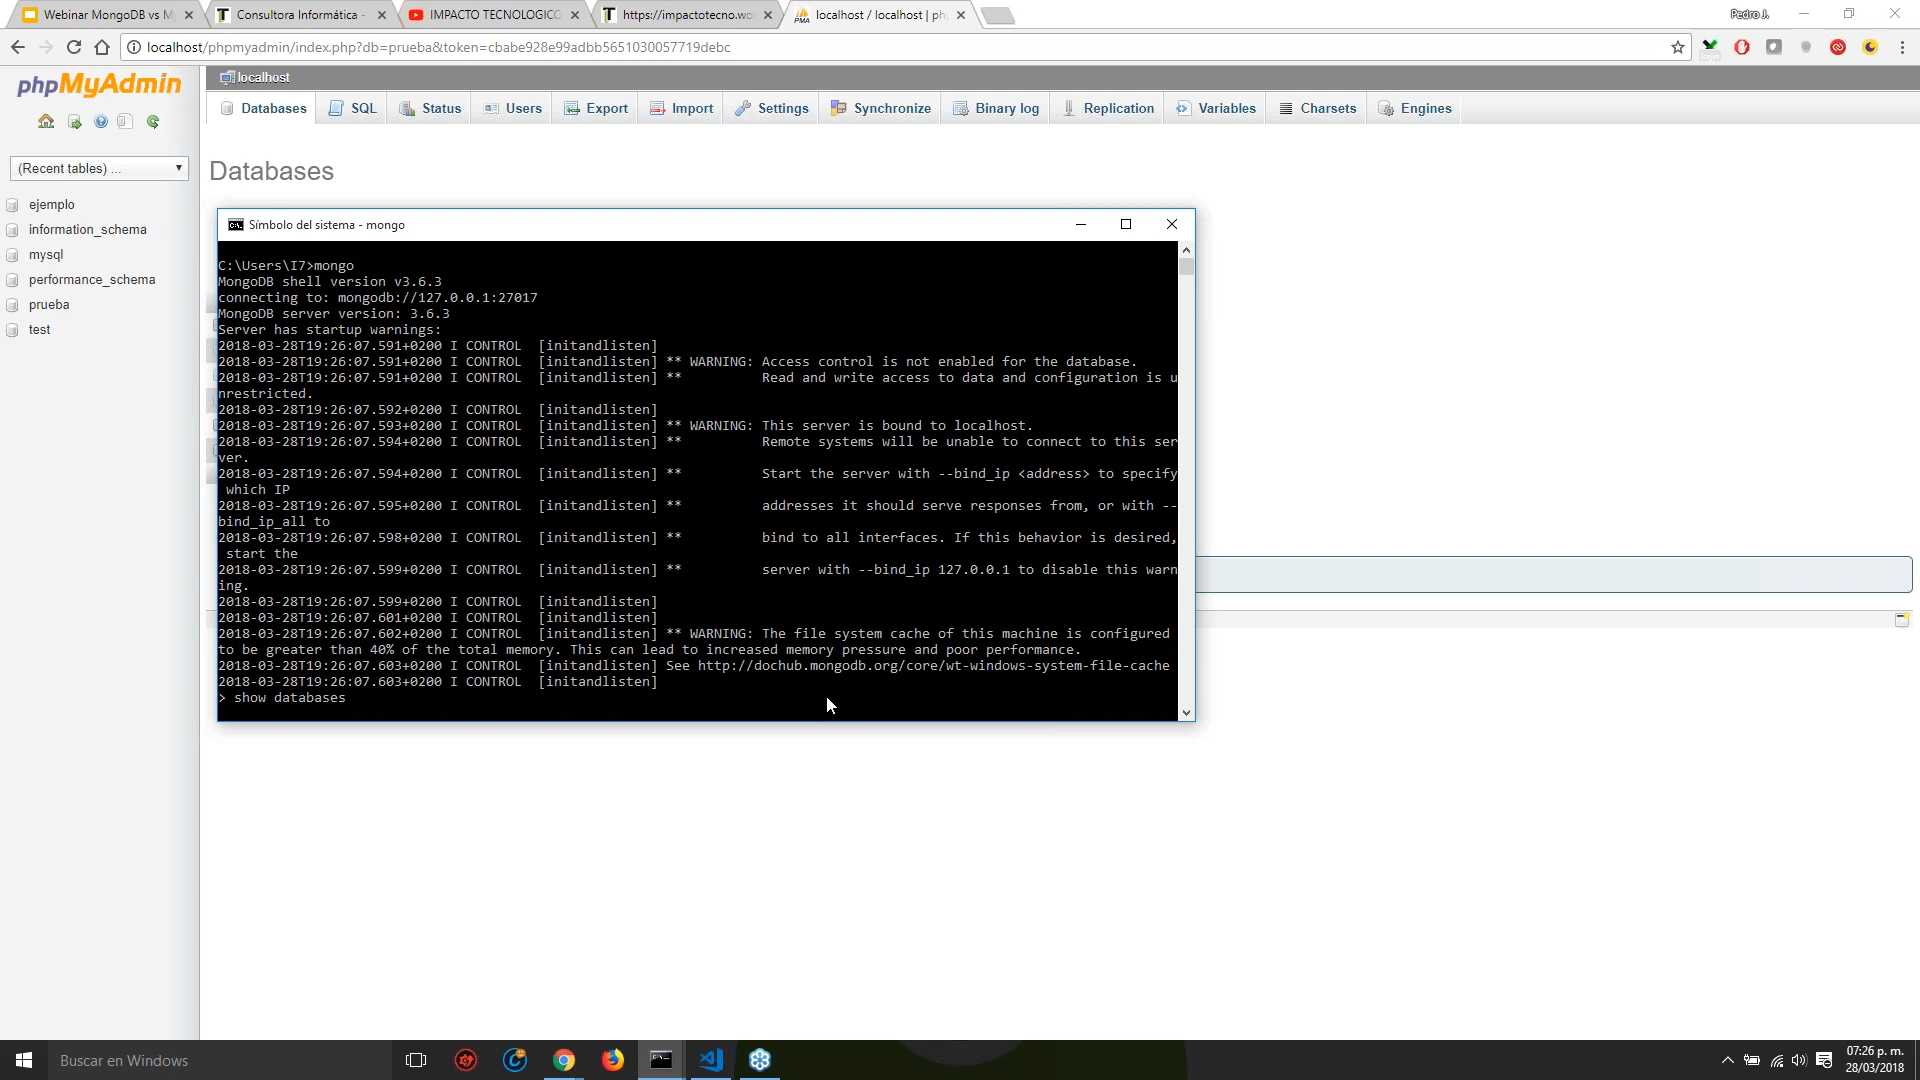 Webinar MongoDB vs M
Consultora Informática -
IMPACTO TECNOLOGICO
https://impactotecno.wo
localhost / localhost | ph
Pedro J.
localhost/phpmyadmin/index.php?db=prueba&token=cbabe928e99adbb5651030057719debc
phpMyAdmin
localhost
Databases
SQL
Status
Users
Export
Import
Settings
Synchronize
Binary log
Replication
Variables
Charsets
Engines
(Recent tables) ...
ejemplo
information_schema
mysql
performance_schema
prueba
test
Databases
Símbolo del sistema - mongo
C:\Users\I7>mongo
MongoDB shell version v3.6.3
connecting to: mongodb://127.0.0.1:27017
MongoDB server version: 3.6.3
Server has startup warnings:
2018-03-28T19:26:07.591+0200 I CONTROL  [initandlisten]
2018-03-28T19:26:07.591+0200 I CONTROL  [initandlisten] ** WARNING: Access control is not enabled for the database.
2018-03-28T19:26:07.591+0200 I CONTROL  [initandlisten] **          Read and write access to data and configuration is u
nrestricted.
2018-03-28T19:26:07.592+0200 I CONTROL  [initandlisten]
2018-03-28T19:26:07.593+0200 I CONTROL  [initandlisten] ** WARNING: This server is bound to localhost.
2018-03-28T19:26:07.594+0200 I CONTROL  [initandlisten] **          Remote systems will be unable to connect to this ser
ver.
2018-03-28T19:26:07.594+0200 I CONTROL  [initandlisten] **          Start the server with --bind_ip <address> to specify
which IP
2018-03-28T19:26:07.595+0200 I CONTROL  [initandlisten] **          addresses it should serve responses from, or with --
bind_ip_all to
2018-03-28T19:26:07.598+0200 I CONTROL  [initandlisten] **          bind to all interfaces. If this behavior is desired,
start the
2018-03-28T19:26:07.599+0200 I CONTROL  [initandlisten] **          server with --bind_ip 127.0.0.1 to disable this warn
ing.
2018-03-28T19:26:07.599+0200 I CONTROL  [initandlisten]
2018-03-28T19:26:07.601+0200 I CONTROL  [initandlisten]
2018-03-28T19:26:07.602+0200 I CONTROL  [initandlisten] ** WARNING: The file system cache of this machine is configured
to be greater than 40% of the total memory. This can lead to increased memory pressure and poor performance.
2018-03-28T19:26:07.603+0200 I CONTROL  [initandlisten] See http://dochub.mongodb.org/core/wt-windows-system-file-cache
2018-03-28T19:26:07.603+0200 I CONTROL  [initandlisten]
> show databases
Buscar en Windows
07:26 p. m.
28/03/2018